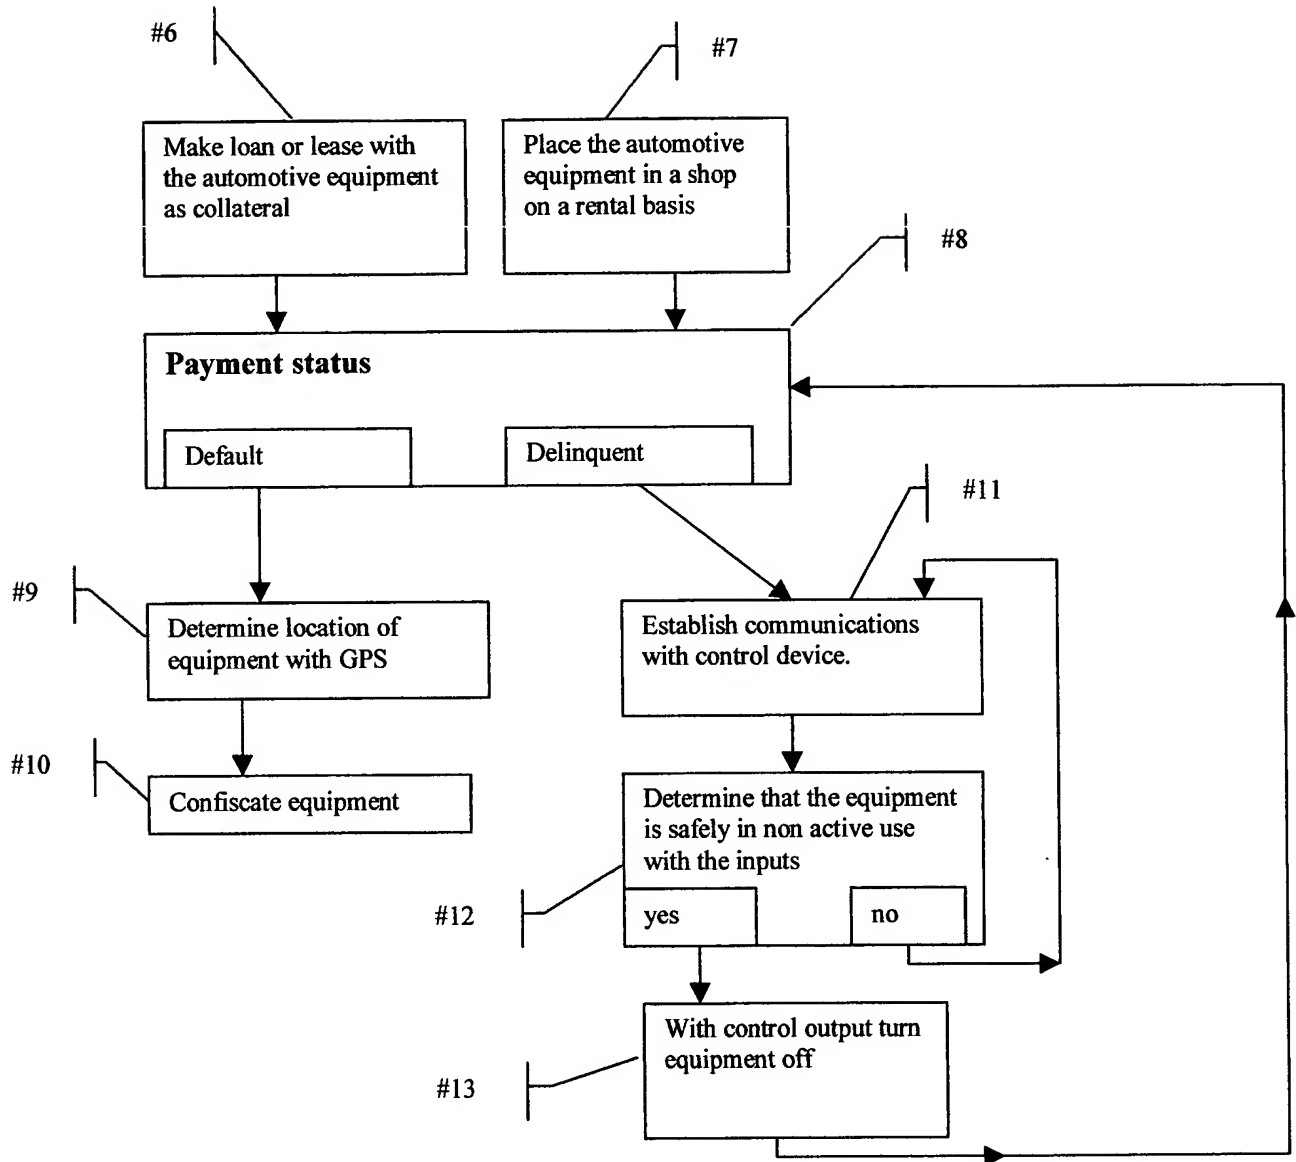 #6
#7
Make loan or lease with
the automotive equipment
as collateral
Place the automotive
equipment in a shop
on a rental basis
#8
Payment status
Default
Delinquent
#11
#9
Determine location of
equipment with GPS
Establish communications
with control device.
#10
Confiscate equipment
Determine that the equipment
is safely in non active use
with the inputs
#12
yes
no
With control output turn
equipment off
#13